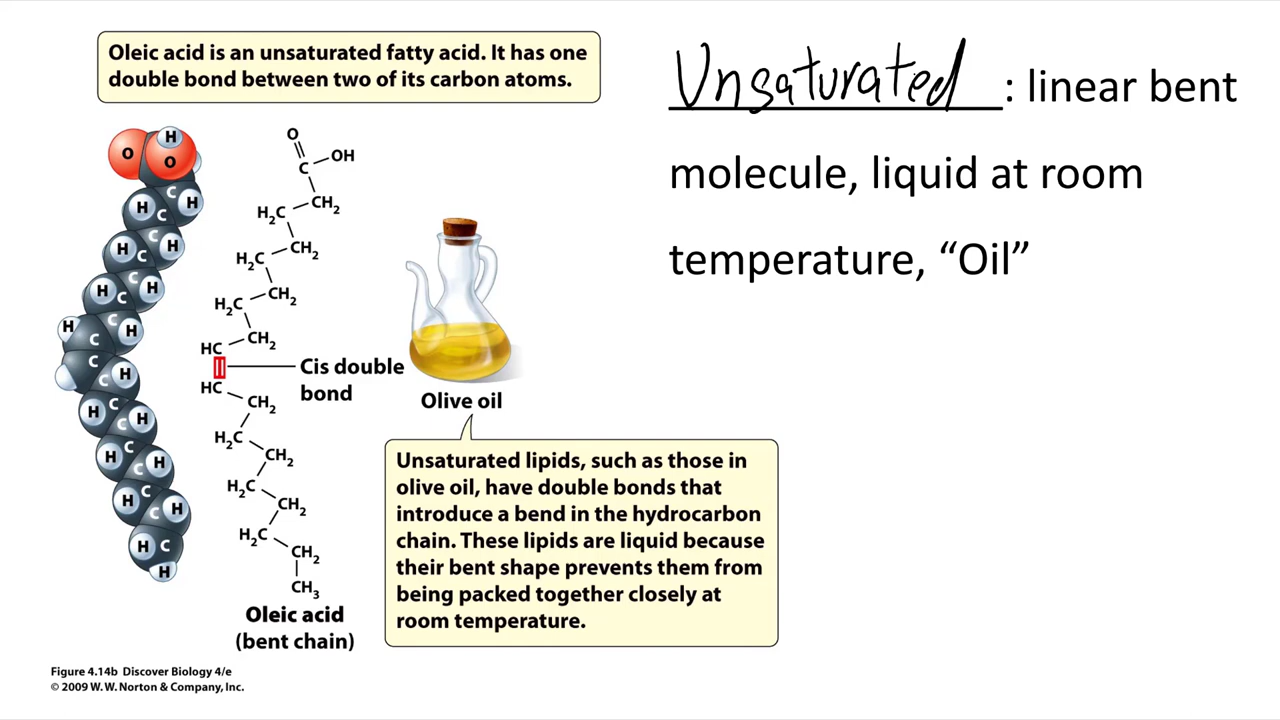 Oleic acid is an unsaturated fatty acid. It has one
double bond between two of its carbon atoms.
Unsaturated : linear bent
molecule, liquid at room
temperature, “Oil”
O
H
O
H
C
H
C
C
H
H
C
C
H
H
C
H
C
H
C
C
H
C
H
C
H
C
H
C
H
C
H
C
H
C
H
C
H
C
H
O
C
OH
CH₂
H₂C
CH₂
H₂C
CH₂
H₂C
CH₂
HC
HC
CH₂
H₂C
CH₂
H₂C
CH₂
H₂C
CH₂
CH₃
Cis double
bond
Oleic acid
(bent chain)
Olive oil
Unsaturated lipids, such as those in
olive oil, have double bonds that
introduce a bend in the hydrocarbon
chain. These lipids are liquid because
their bent shape prevents them from
being packed together closely at
room temperature.
Figure 4.14b Discover Biology 4/e
© 2009 W. W. Norton & Company, Inc.